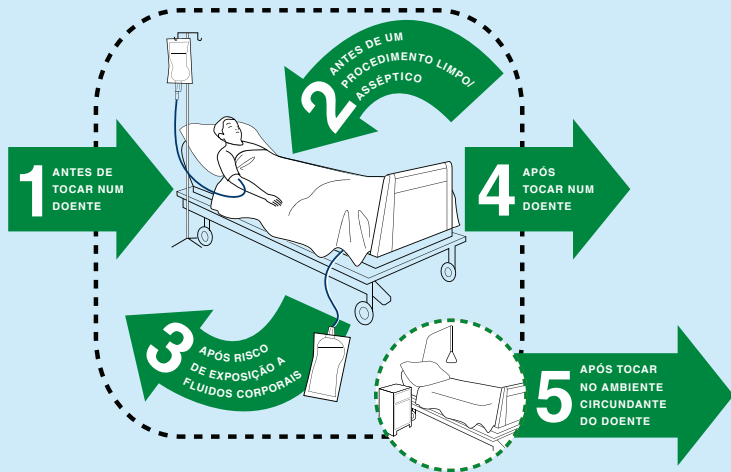 1
ANTES DE
TOCAR NUM
DOENTE
2
ANTES DE UM
PROCEDIMENTO LIMPO/
ASSÉPTICO
3
APÓS RISCO
DE EXPOSIÇÃO A
FLUIDOS CORPORAIS
4
APÓS
TOCAR NUM
DOENTE
5
APÓS TOCAR
NO AMBIENTE
CIRCUNDANTE
DO DOENTE